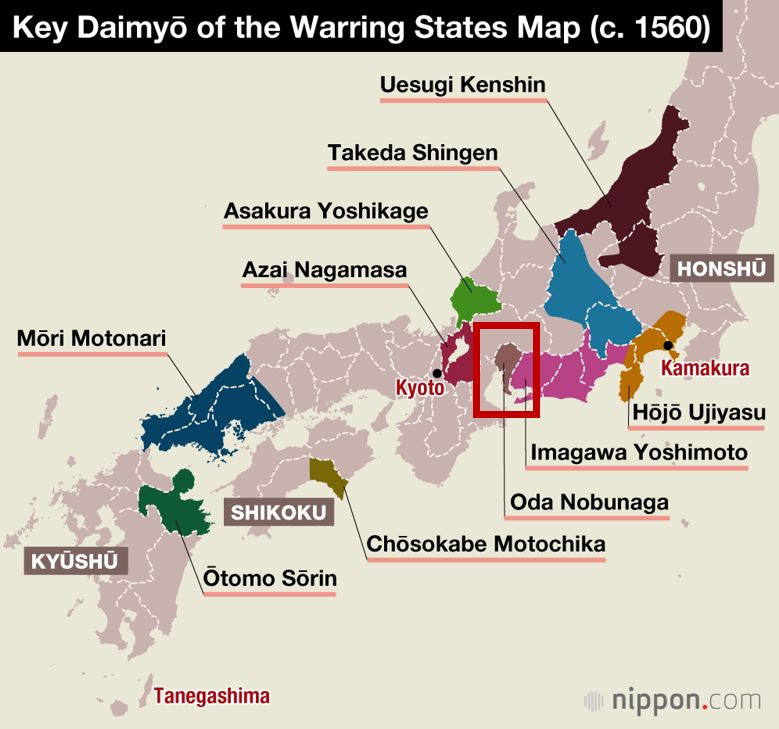 Key Daimyō of the Warring States Map (c. 1560)
Uesugi Kenshin
Takeda Shingen
Asakura Yoshikage
Azai Nagamasa
HONSHŪ
Mōri Motonari
Kyoto
Kamakura
Hōjō Ujiyasu
Imagawa Yoshimoto
Oda Nobunaga
SHIKOKU
Chōsokabe Motochika
KYŪSHŪ
Ōtomo Sōrin
Tanegashima
nippon.com